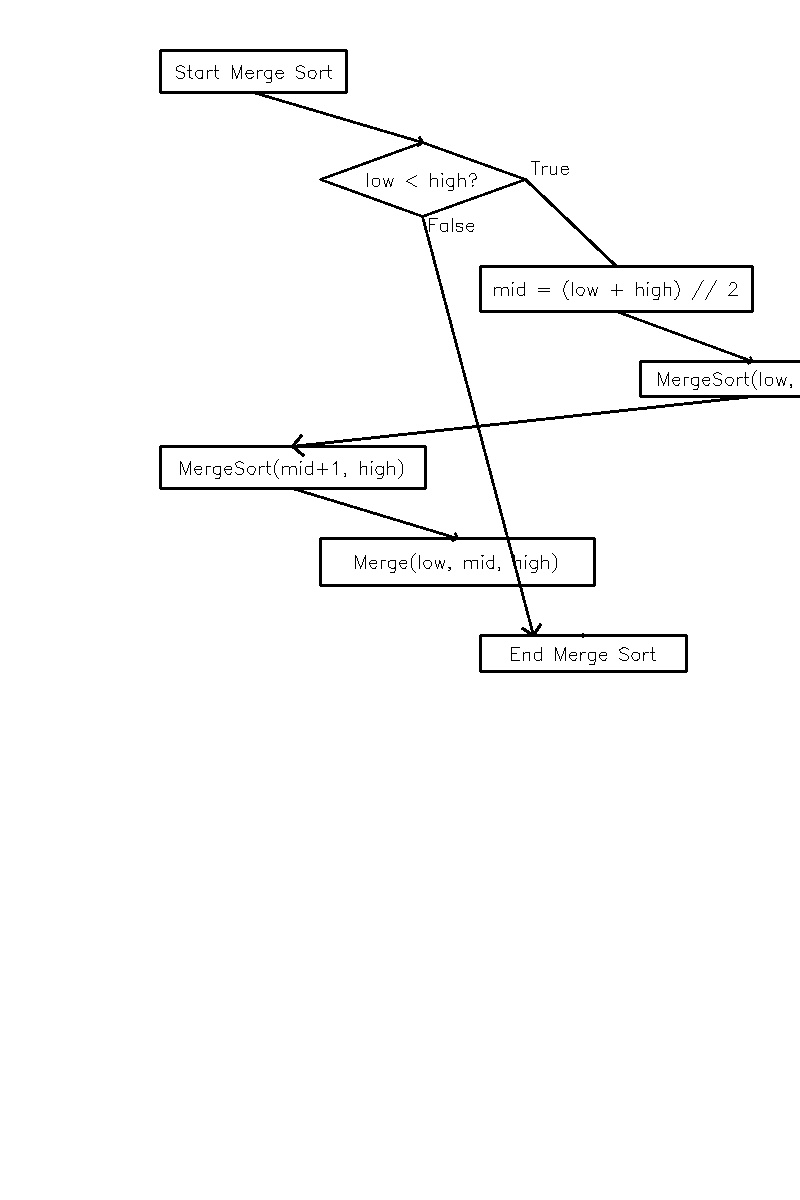 Start Merge Sort
low < high?
True
False
mid = (low + high) // 2
MergeSort(low,
MergeSort(mid+1, high)
Merge(low, mid, high)
End Merge Sort